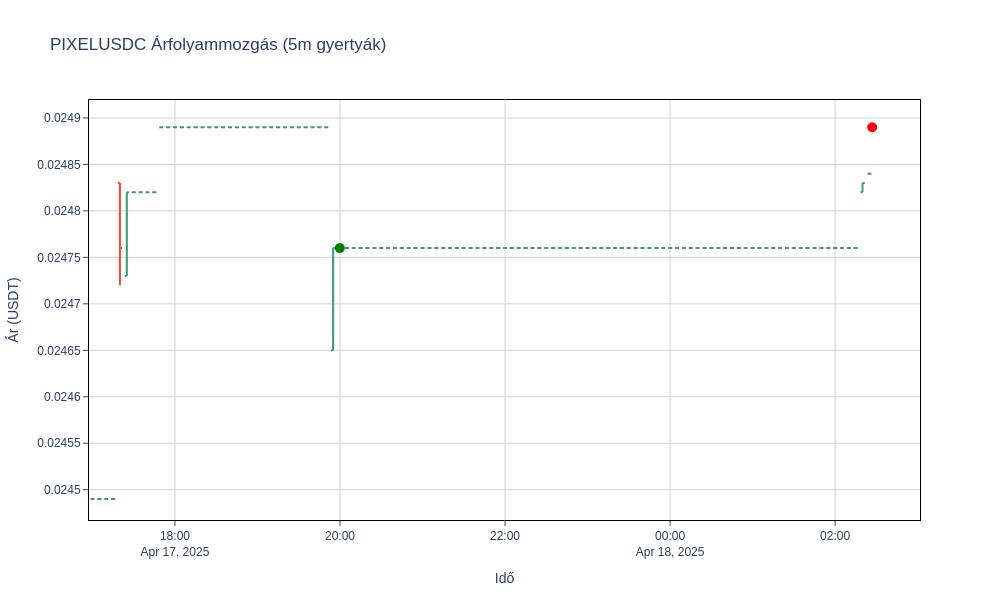 PIXELUSDC Árfolyammozgás (5m gyertyák)
0.0249
0.02485
0.0248
0.02475
0.0247
0.02465
0.0246
0.02455
0.0245
Ár (USDT)
18:00
Apr 17, 2025
20:00
22:00
00:00
Apr 18, 2025
02:00
Idő